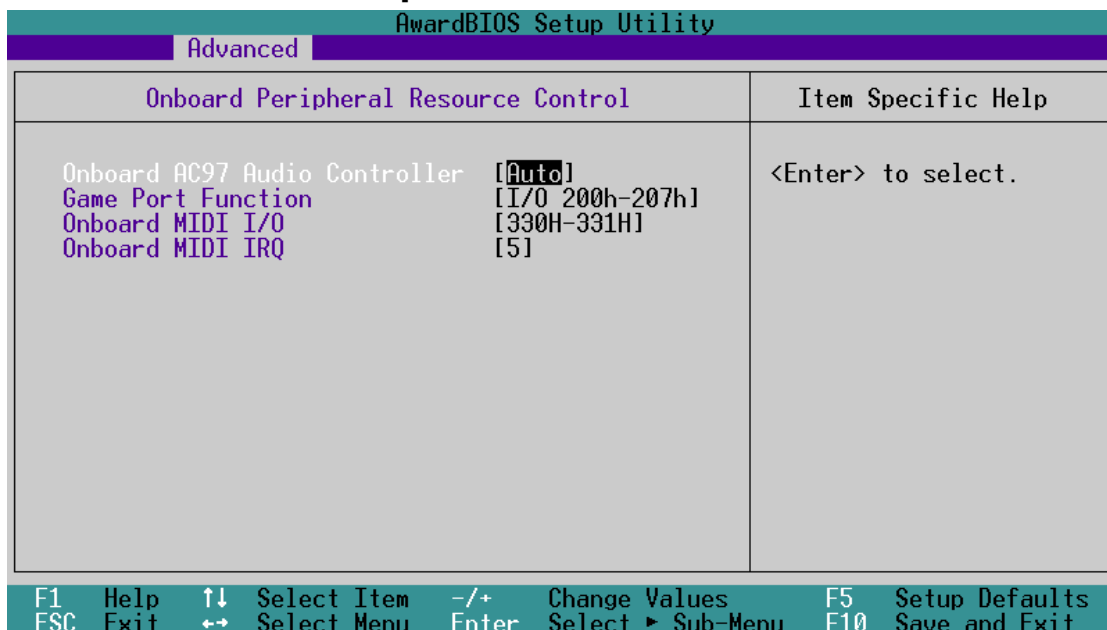 AwardBIOS Setup Utility
Advanced
Onboard Peripheral Resource Control
Item Specific Help
Onboard AC97 Audio Controller [Auto]
Game Port Function [I/O 200h-207h]
Onboard MIDI I/O [330H-331H]
Onboard MIDI IRQ [5]
<Enter> to select.
F1 Help ↑↓ Select Item -/+ Change Values F5 Setup Defaults
ESC Exit ←→ Select Menu Enter Select ► Sub-Menu F10 Save and Exit